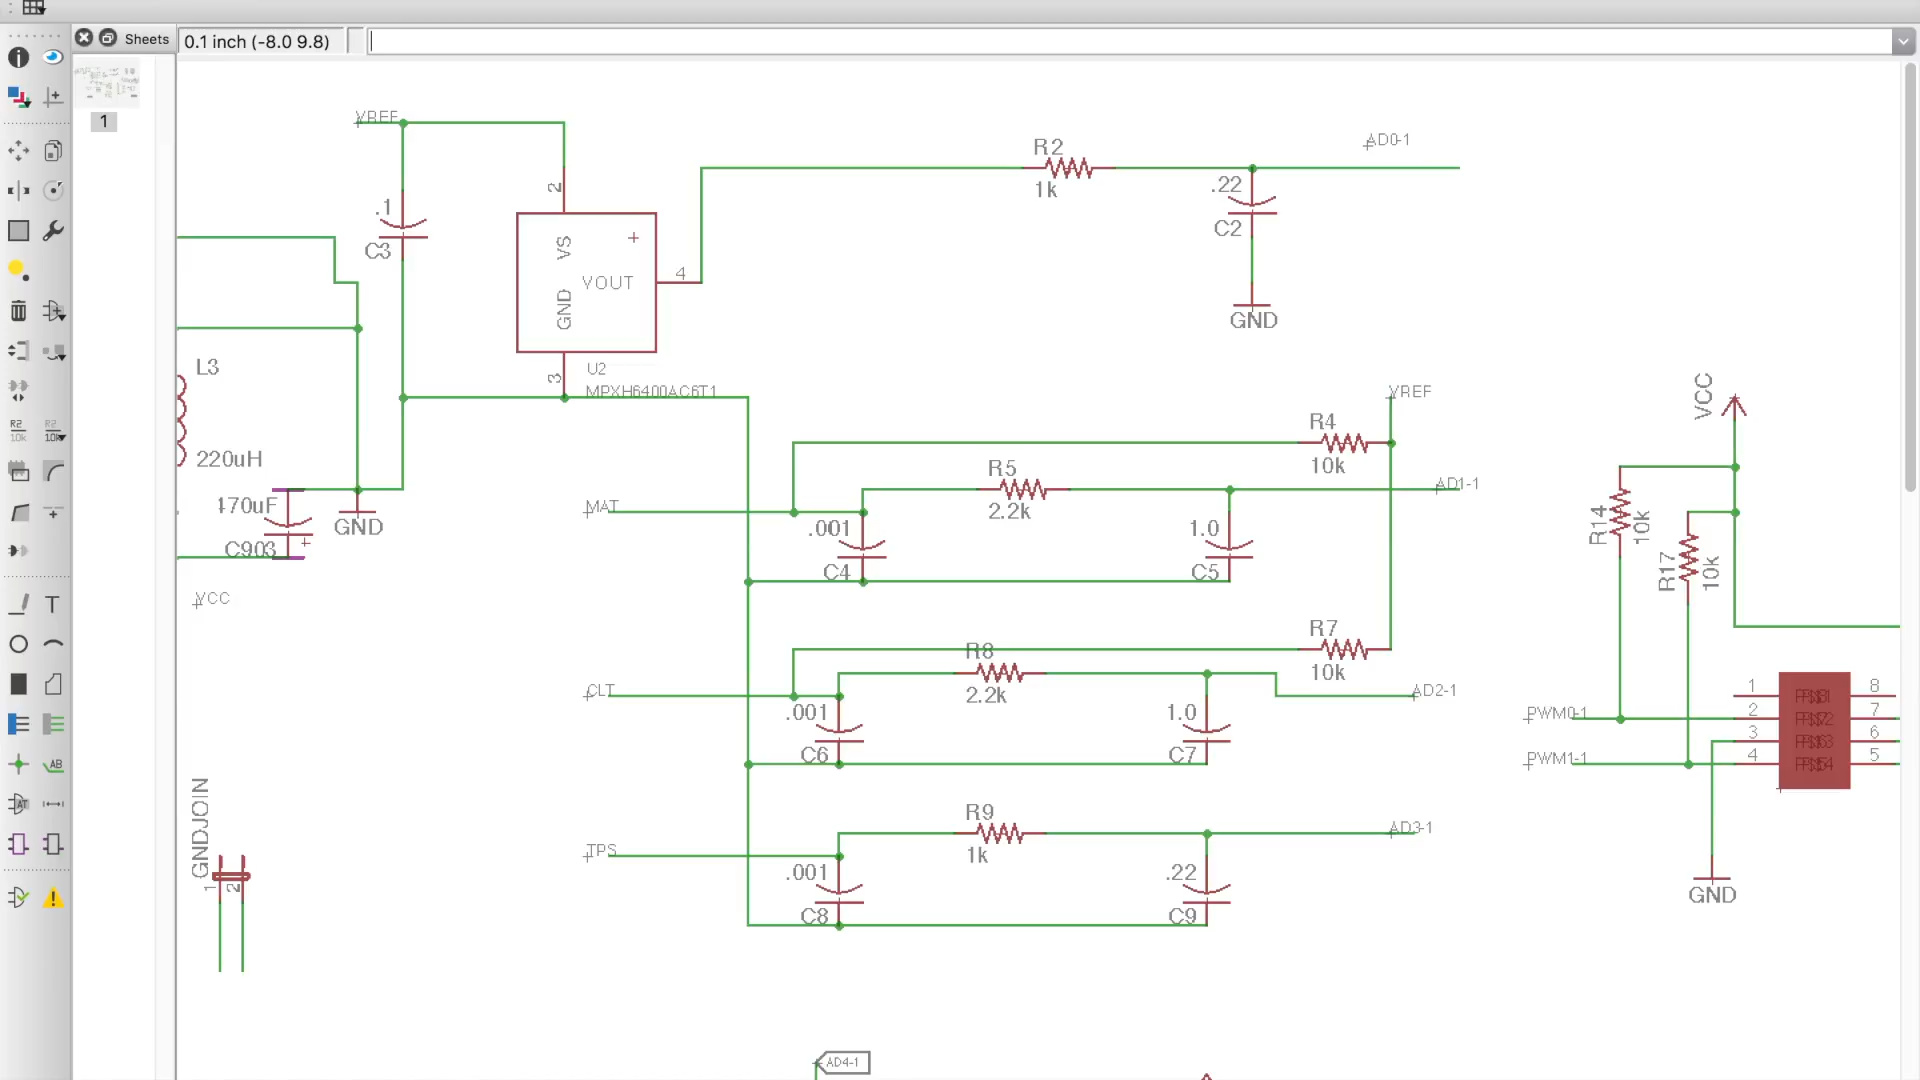 Sheets
0.1 inch (-8.0 9.8)
1
VREF
.1
C3
2
VS
GND
VOUT
4
3
U2
MPXH6400AC6T1
R2
1k
AD0-1
.22
C2
GND
L3
220uH
470uF
C903
GND
VCC
VREF
R4
10k
R5
2.2k
AD1-1
MAT
.001
C4
1.0
C5
R7
10k
R8
2.2k
AD2-1
CLT
.001
C6
1.0
C7
R9
1k
AD3-1
TPS
.001
C8
.22
C9
VCC
R14
10k
R17
10k
PWM0-1
PWM1-1
1
2
3
4
8
7
6
5
GND
GNDJOIN
1
2
AD4-1